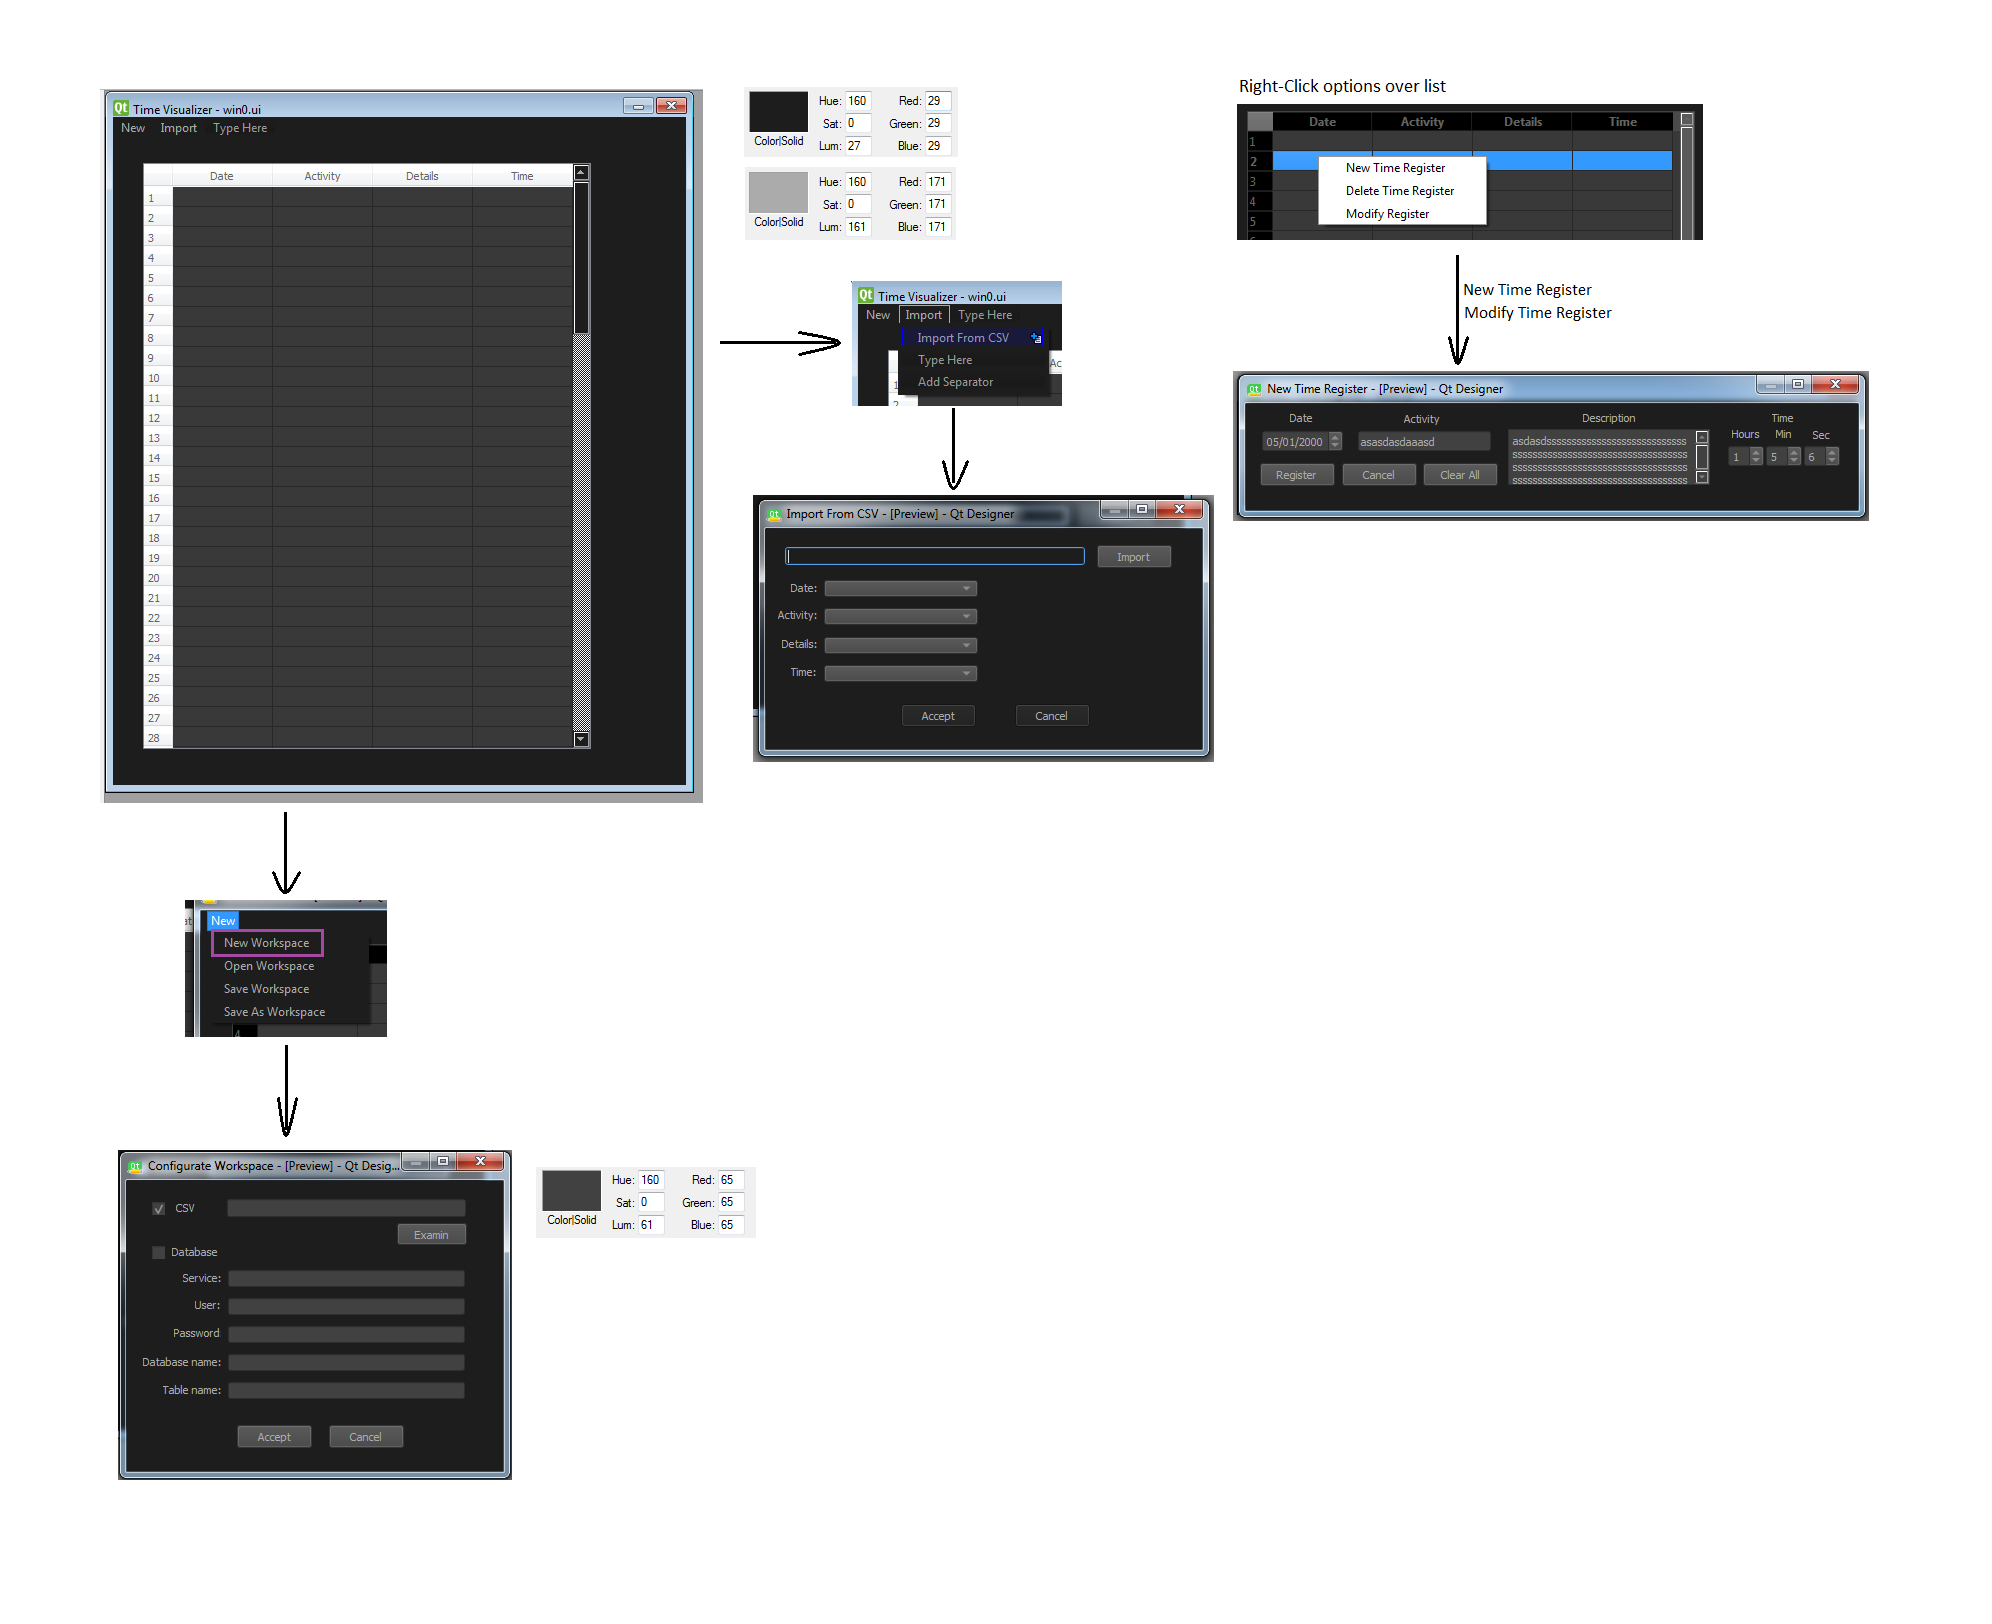 Time Visualizer - win0.ui
New Import Type Here
Date Activity Details Time
1
2
3
4
5
6
7
8
9
10
11
12
13
14
15
16
17
18
19
20
21
22
23
24
25
26
27
28
Hue: 160 Red: 29
Sat: 0 Green: 29
Color|Solid
Lum: 27 Blue: 29
Hue: 160 Red: 171
Sat: 0 Green: 171
Color|Solid
Lum: 161 Blue: 171
Time Visualizer - win0.ui
New Import Type Here
Import From CSV
Type Here
Add Separator
Ac
1
2
Import From CSV - [Preview] - Qt Designer
Import
Date:
Activity:
Details:
Time:
Accept Cancel
Right-Click options over list
Date Activity Details Time
1
2
3
4
5
New Time Register
Delete Time Register
Modify Register
New Time Register
Modify Time Register
New Time Register - [Preview] - Qt Designer
Date Activity Description Time
Hours Min Sec
05/01/2000 asasdasdaaasd 1 5 6
asdasdssssssssssssssssssssssssssssss
sssssssssssssssssssssssssssssssssss
sssssssssssssssssssssssssssssssssss
sssssssssssssssssssssssssssssssssss
Register Cancel Clear All
New
New Workspace
Open Workspace
Save Workspace
Save As Workspace
4
Configurate Workspace - [Preview] - Qt Desig...
CSV
Examin
Database
Service:
User:
Password
Database name:
Table name:
Accept Cancel
Hue: 160 Red: 65
Sat: 0 Green: 65
Color|Solid
Lum: 61 Blue: 65